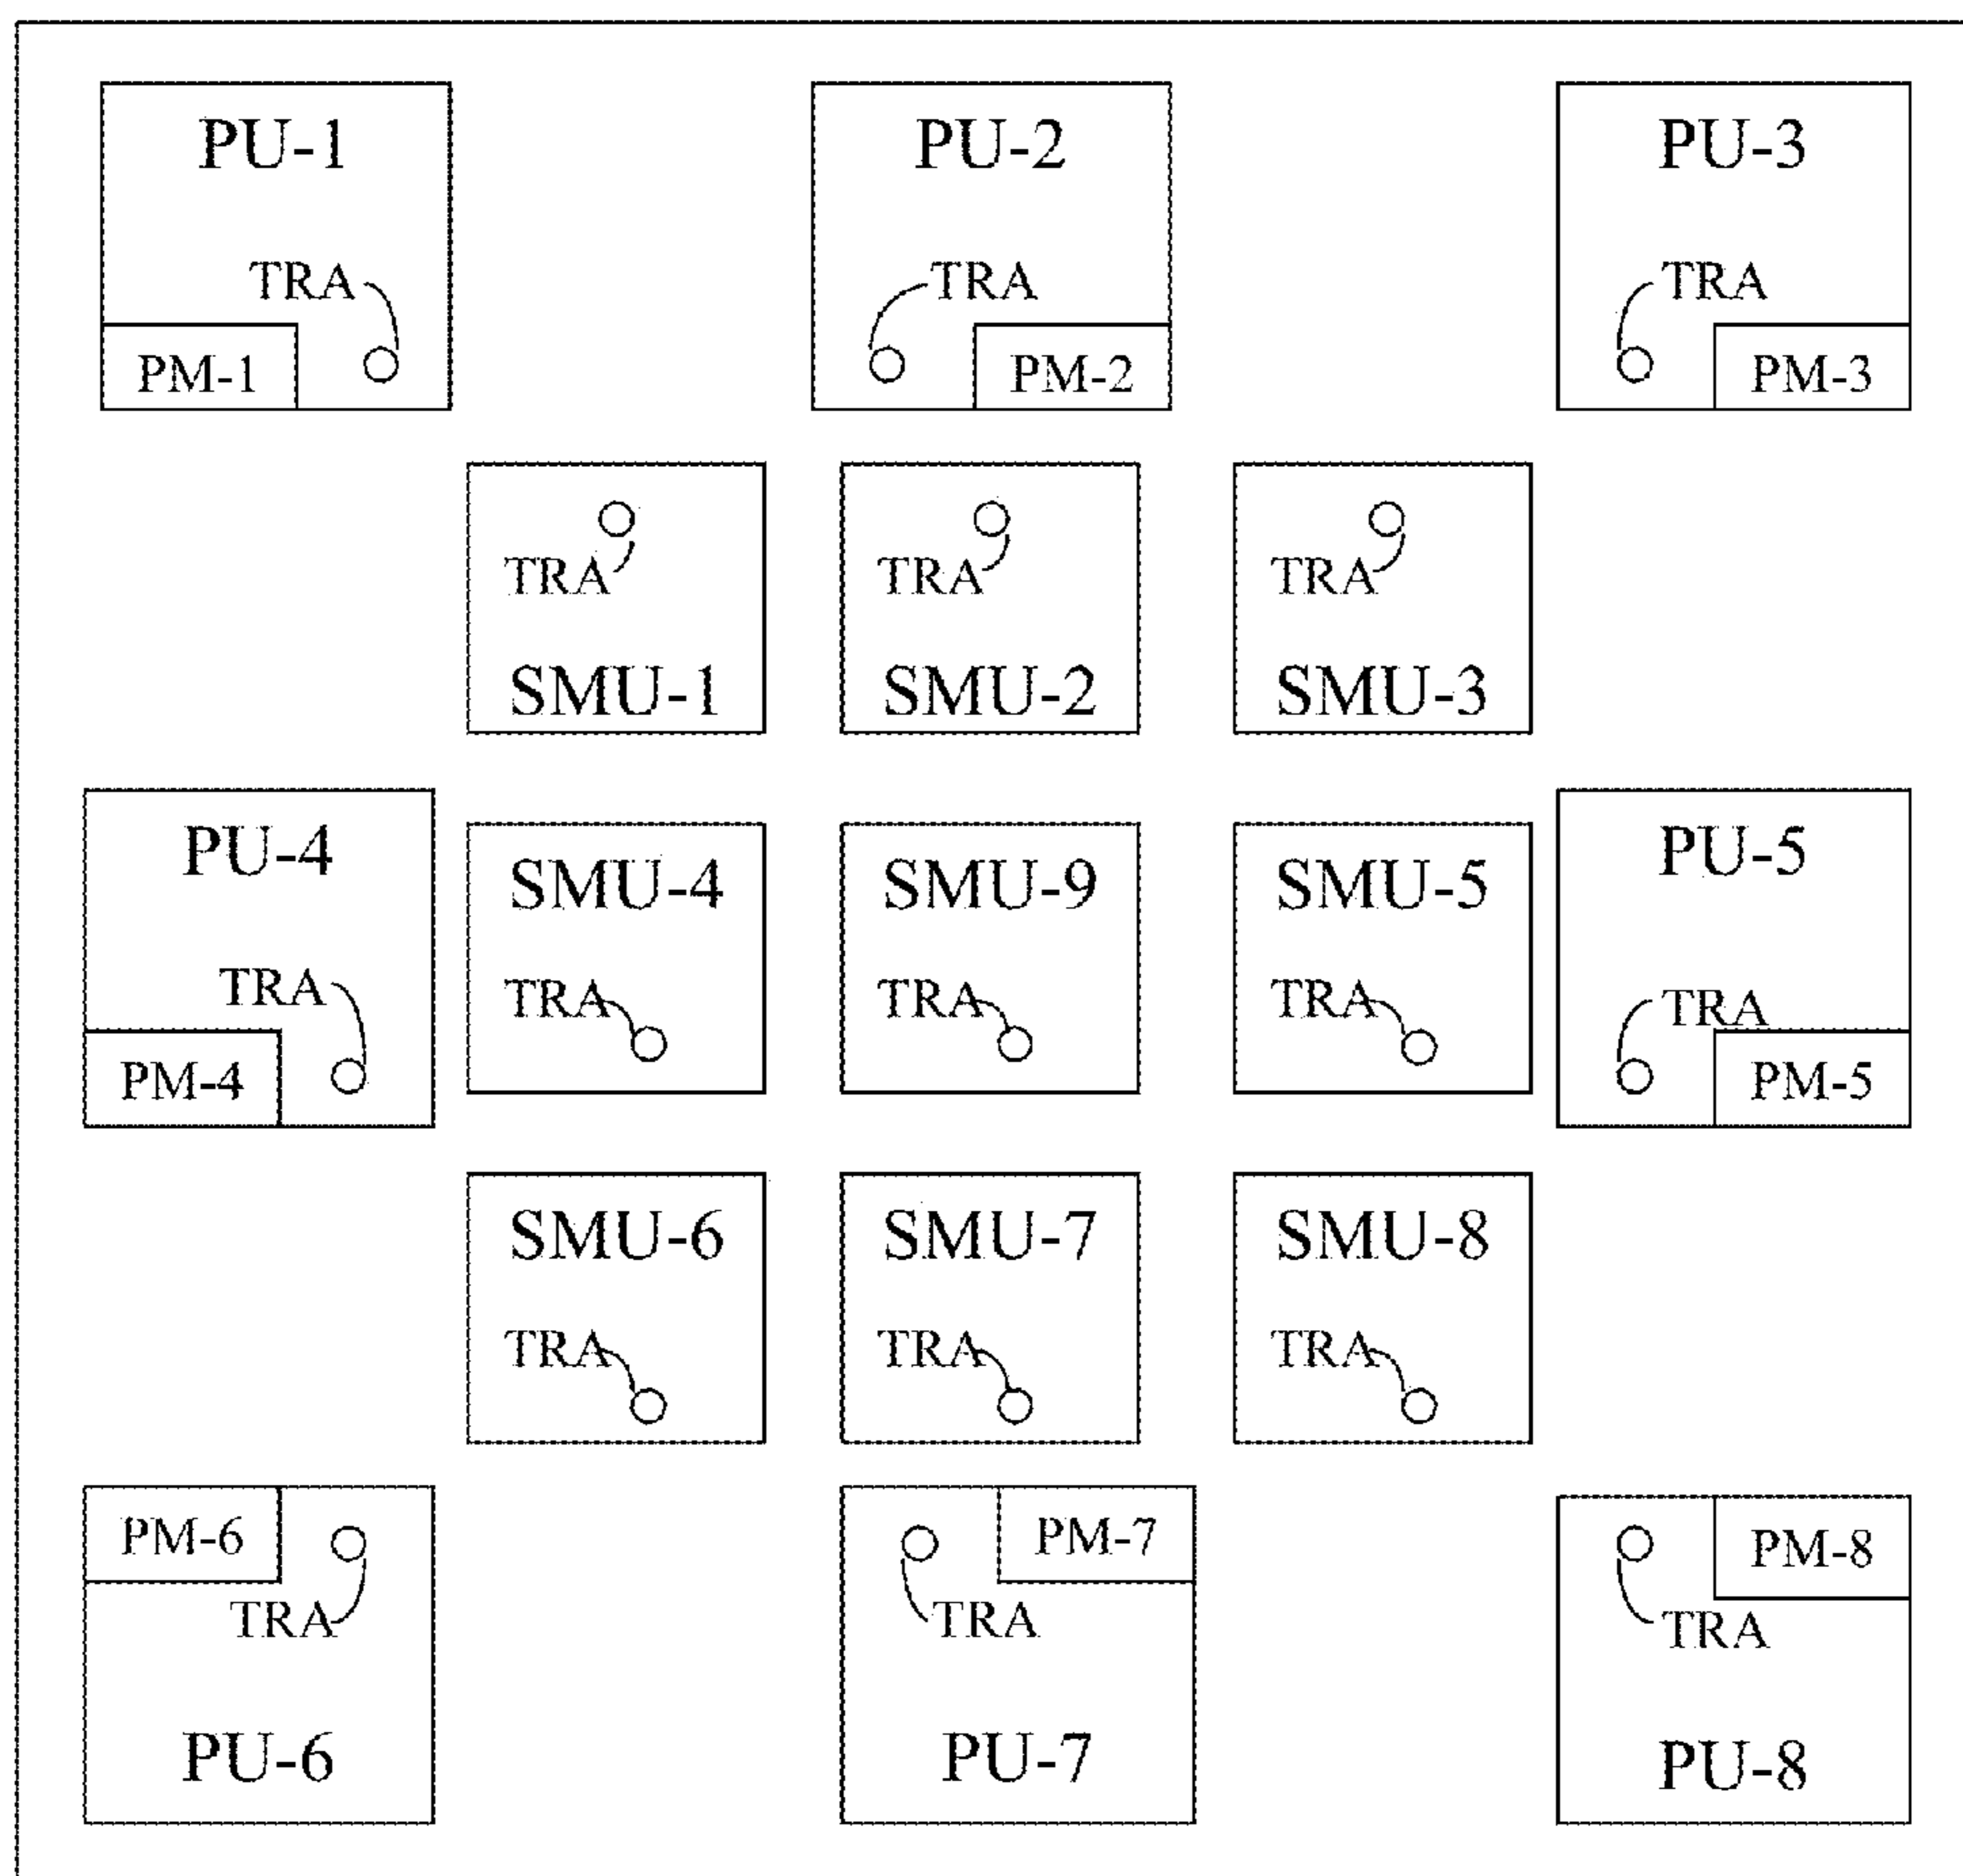 PU-1 PU-2 PU-3
TRA TRA TRA
PM-1 PM-2 PM-3
TRA TRA TRA
SMU-1 SMU-2 SMU-3
PU-4 SMU-4 SMU-9 SMU-5 PU-5
TRA TRA TRA TRA TRA
PM-4 PM-5
SMU-6 SMU-7 SMU-8
TRA TRA TRA
PM-6 PM-7 PM-8
TRA TRA TRA
PU-6 PU-7 PU-8